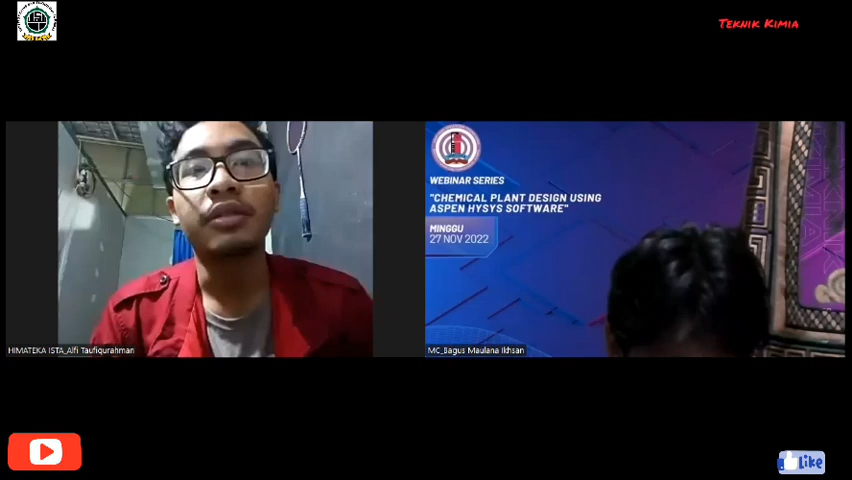 Teknik Kimia
WEBINAR SERIES
"CHEMICAL PLANT DESIGN USING
ASPEN HYSYS SOFTWARE"
MINGGU
27 NOV 2022
HIMATEKA ISTA_Alfi Taufiqurahman
MC_Bagus Maulana Ikhsan
Like